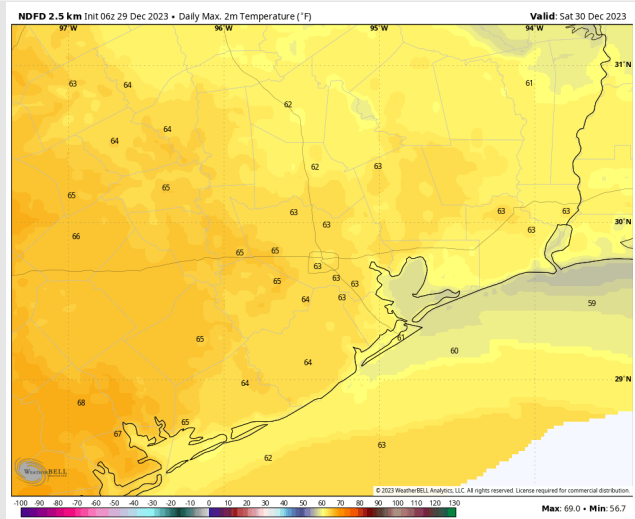 NDFD 2.5 km Init 06z 29 Dec 2023 • Daily Max. 2m Temperature (°F)
Valid: Sat 30 Dec 2023
97°W 96°W 95°W 94°W
31°N
63 64 61
62
64
64
62 63
65 65
63 63 63
63 63
66
65 65
30°N
63
65 63 63
64 63
59
65 61
60
64
64
29°N
68
65
67
63
62
WeatherBELL
© 2023 WeatherBELL Analytics, LLC. All rights reserved. License required for commercial distribution.
-100 -90 -80 -70 -60 -50 -40 -30 -20 -10 0 10 20 30 40 50 60 70 80 90 100 110 120 130
Max: 69.0 • Min: 56.7